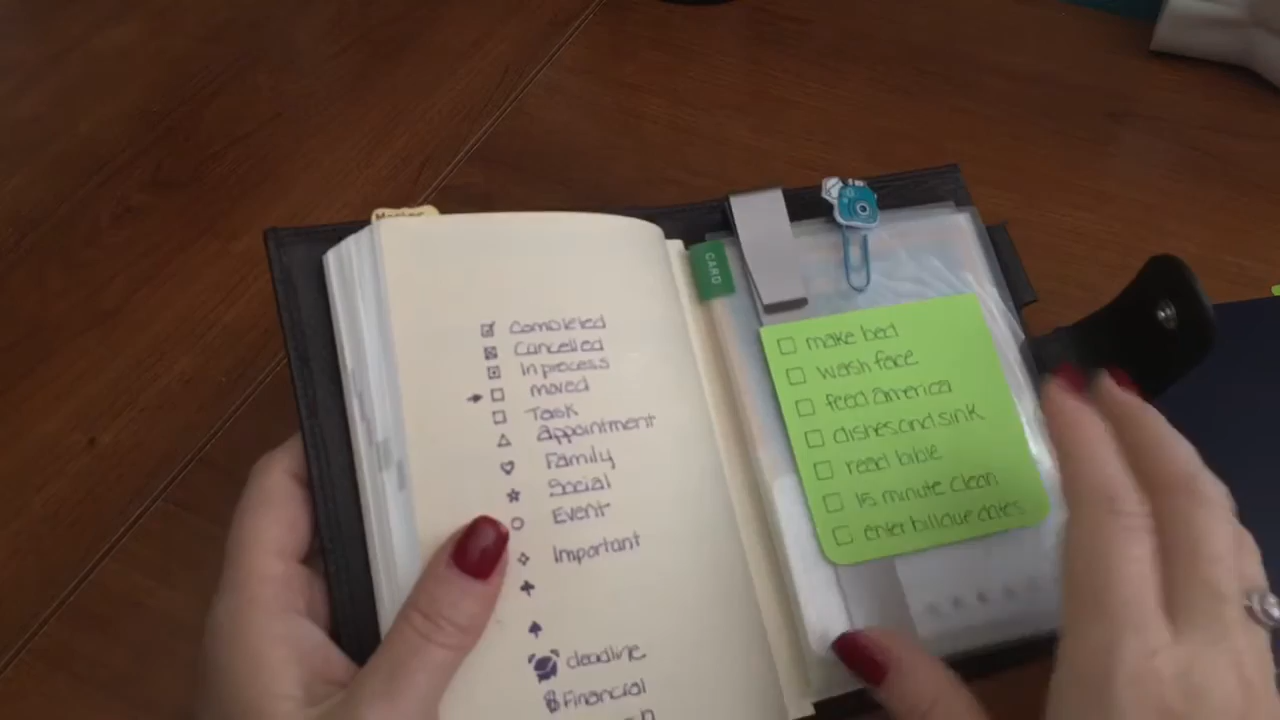 Completed
Cancelled
In process
moved
Task
Appointment
Family
Social
Event
Important
deadline
$Financial
CARD
make bed
wash face
feed america
dishes and sink
read bible
15 minute clean
enter bill due dates